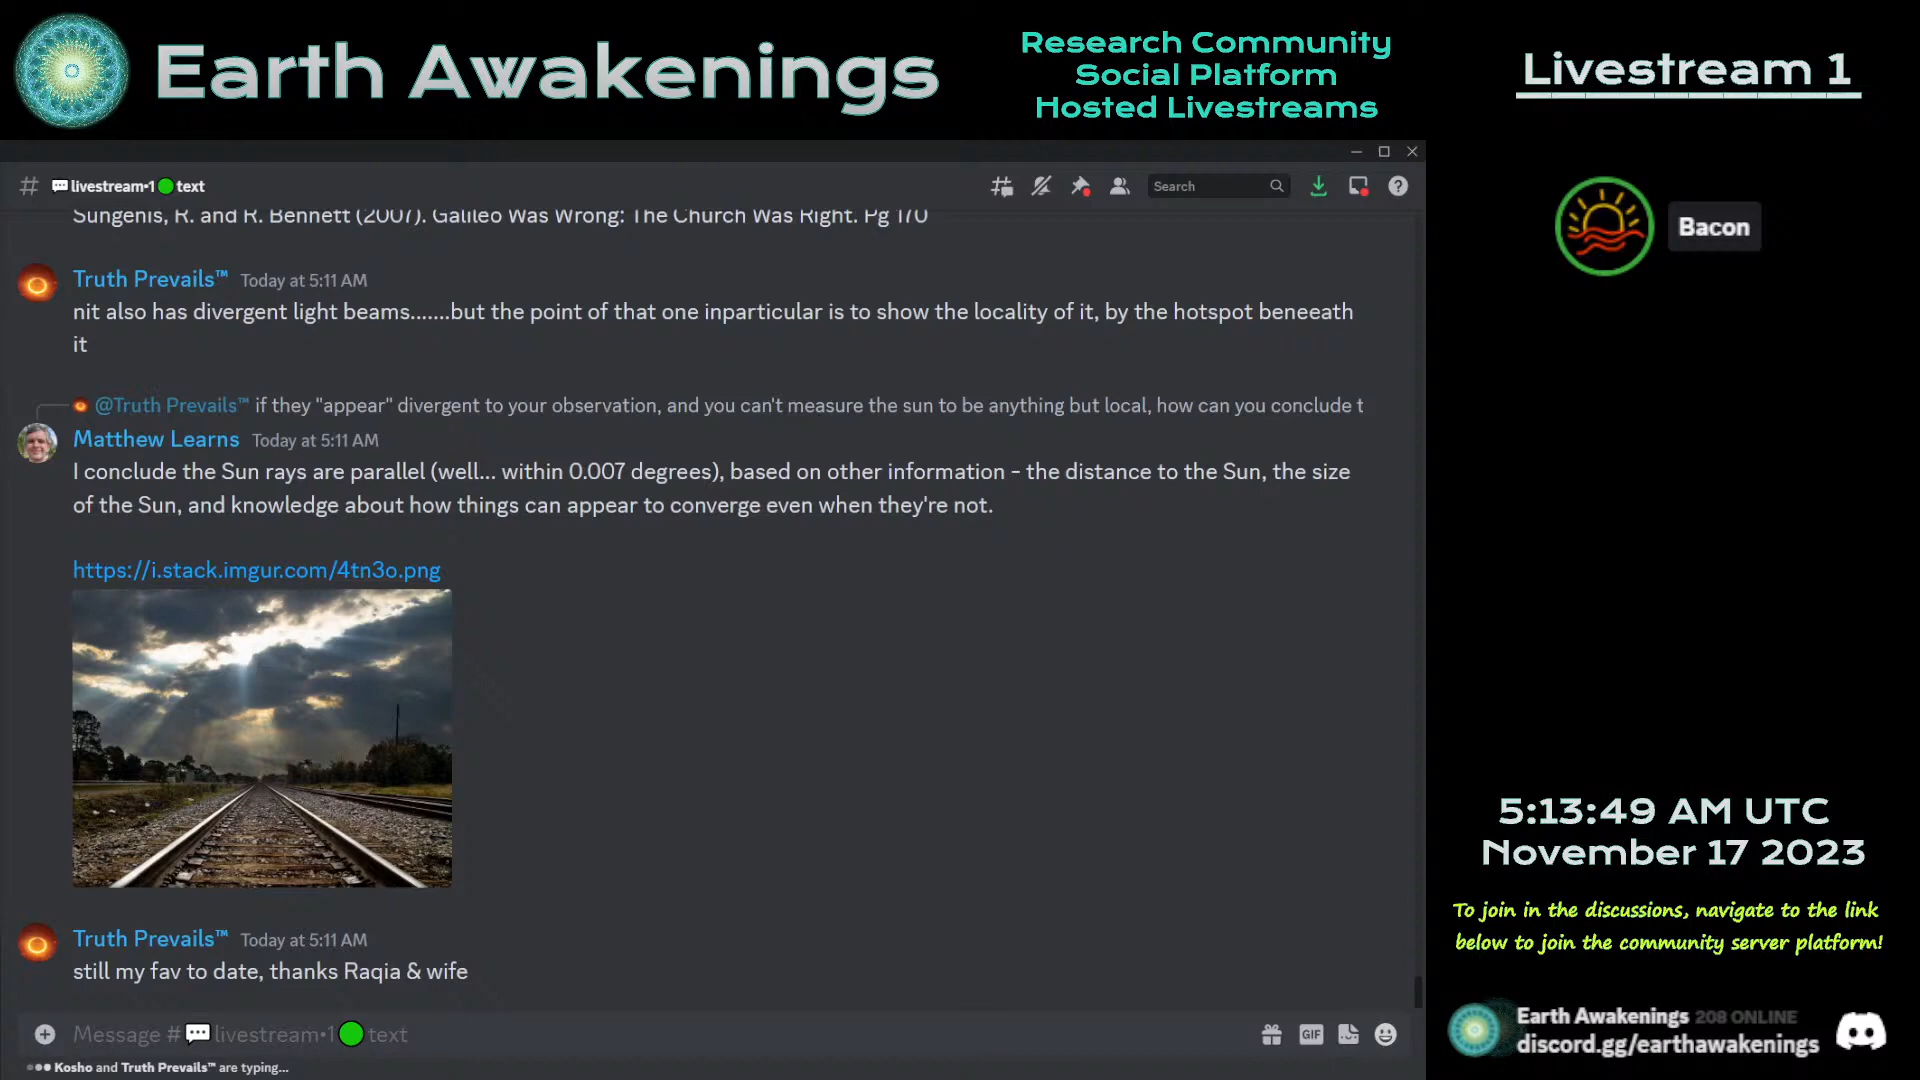 Earth Awakenings
Research Community
Social Platform
Hosted Livestreams
Livestream 1
# livestream•1 text
Search
Sungenis, R. and R. Bennett (2007). Galileo Was Wrong: The Church Was Right. Pg 170
Truth Prevails™ Today at 5:11 AM
nit also has divergent light beams.......but the point of that one inparticular is to show the locality of it, by the hotspot beneeath
it
@Truth Prevails™ if they "appear" divergent to your observation, and you can't measure the sun to be anything but local, how can you conclude t
Matthew Learns Today at 5:11 AM
I conclude the Sun rays are parallel (well... within 0.007 degrees), based on other information - the distance to the Sun, the size
of the Sun, and knowledge about how things can appear to converge even when they're not.
https://i.stack.imgur.com/4tn3o.png
Truth Prevails™ Today at 5:11 AM
still my fav to date, thanks Raqia & wife
Message # livestream•1 text
GIF
Kosho and Truth Prevails™ are typing...
Bacon
5:13:49 AM UTC
November 17 2023
To join in the discussions, navigate to the link
below to join the community server platform!
Earth Awakenings 208 ONLINE
discord.gg/earthawakenings